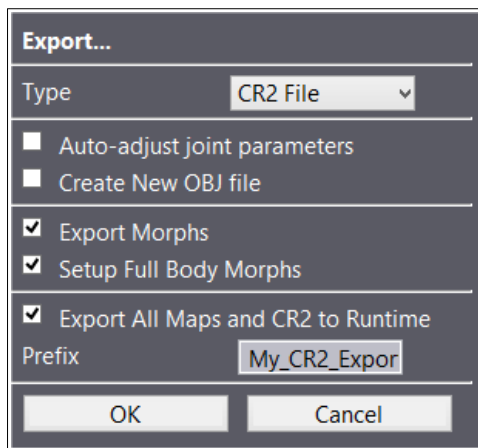 Export...
Type CR2 File
Auto-adjust joint parameters
Create New OBJ file
Export Morphs
Setup Full Body Morphs
Export All Maps and CR2 to Runtime
Prefix My_CR2_Expor
OK Cancel